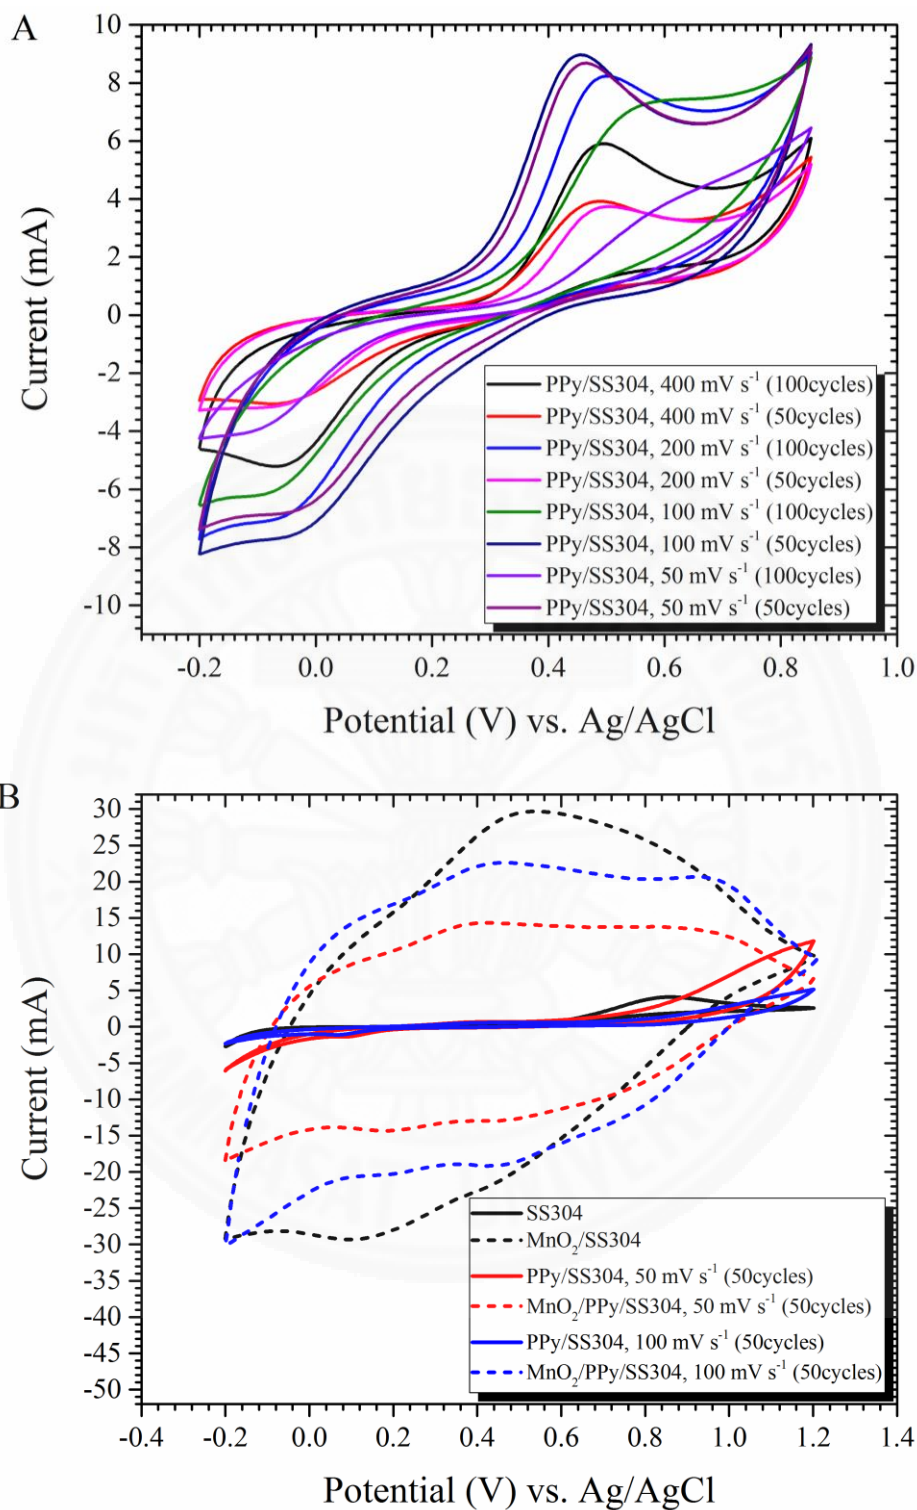 A
10
8
6
4
2
0
-2
-4
-6
-8
-10
Current (mA)
PPy/SS304, 400 mV s⁻¹ (100cycles)
PPy/SS304, 400 mV s⁻¹ (50cycles)
PPy/SS304, 200 mV s⁻¹ (100cycles)
PPy/SS304, 200 mV s⁻¹ (50cycles)
PPy/SS304, 100 mV s⁻¹ (100cycles)
PPy/SS304, 100 mV s⁻¹ (50cycles)
PPy/SS304, 50 mV s⁻¹ (100cycles)
PPy/SS304, 50 mV s⁻¹ (50cycles)
-0.2 0.0 0.2 0.4 0.6 0.8 1.0
Potential (V) vs. Ag/AgCl
B
30
25
20
15
10
5
0
-5
-10
-15
-20
-25
-30
-35
-40
-45
-50
Current (mA)
SS304
MnO₂/SS304
PPy/SS304, 50 mV s⁻¹ (50cycles)
MnO₂/PPy/SS304, 50 mV s⁻¹ (50cycles)
PPy/SS304, 100 mV s⁻¹ (50cycles)
MnO₂/PPy/SS304, 100 mV s⁻¹ (50cycles)
-0.4 -0.2 0.0 0.2 0.4 0.6 0.8 1.0 1.2 1.4
Potential (V) vs. Ag/AgCl